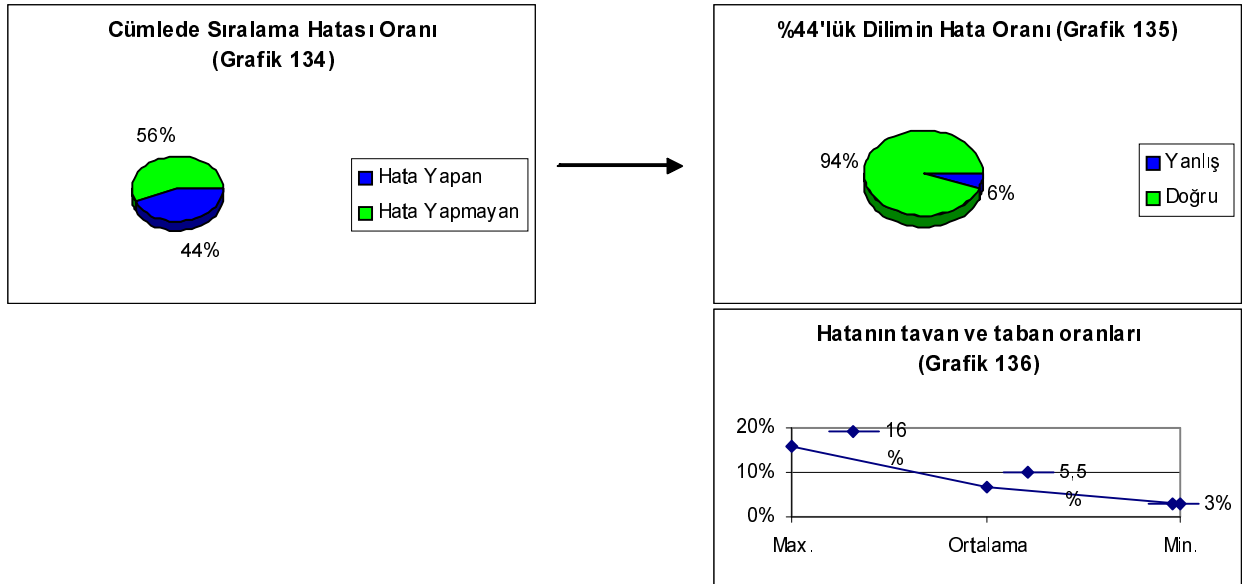 Cümlede Sıralama Hatası Oranı
(Grafik 134)
56%
44%
Hata Yapan
Hata Yapmayan
%44'lük Dilimin Hata Oranı (Grafik 135)
94%
6%
Yanlış
Doğru
Hatanın tavan ve taban oranları
(Grafik 136)
20%
10%
0%
16
%
5,5
%
3%
Max.
Ortalama
Min.